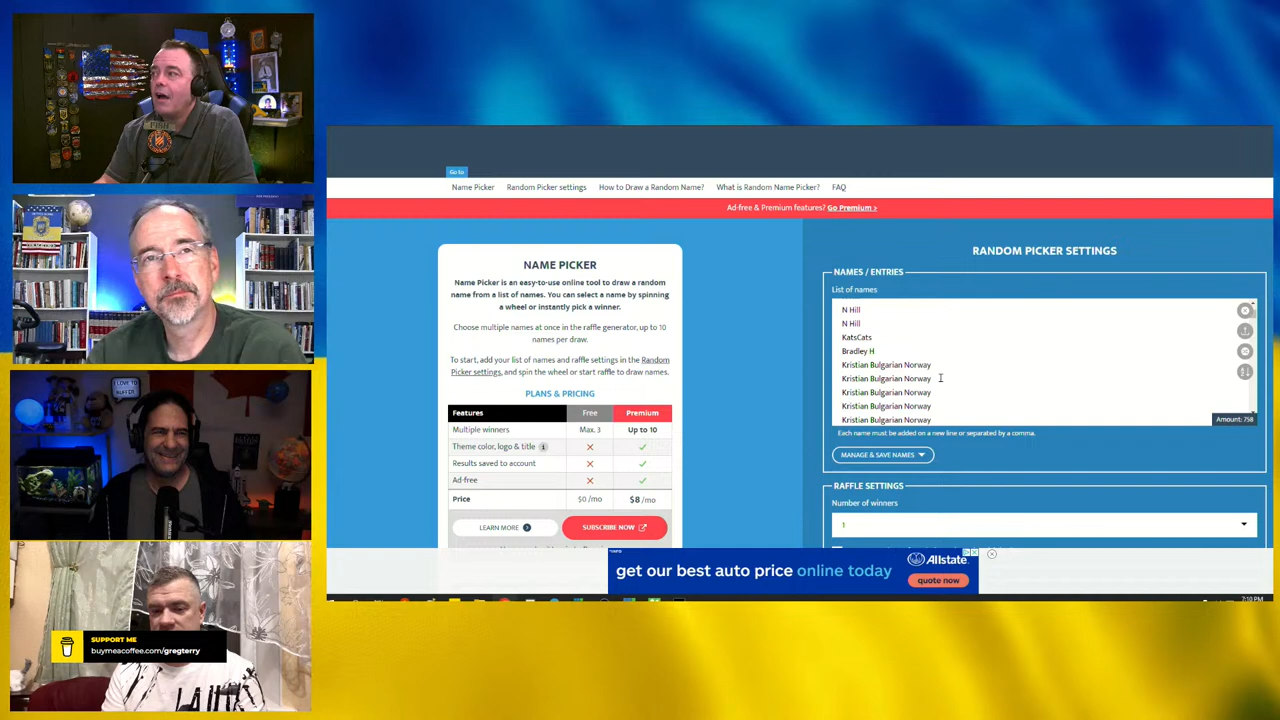 I LOVE TO
SUFFER
SUPPORT ME
buymeacoffee.com/gregterry
Go to
Name Picker
Random Picker settings
How to Draw a Random Name?
What is Random Name Picker?
FAQ
Ad-free & Premium features? Go Premium >
NAME PICKER
Name Picker is an easy-to-use online tool to draw a random
name from a list of names. You can select a name by spinning
a wheel or instantly pick a winner.
Choose multiple names at once in the raffle generator, up to 10
names per draw.
To start, add your list of names and raffle settings in the Random
Picker settings, and spin the wheel or start raffle to draw names.
PLANS & PRICING
Features Free Premium
Multiple winners Max. 3 Up to 10
Theme color, logo & title
Results saved to account
Ad-free
Price $0 /mo $8 /mo
LEARN MORE
SUBSCRIBE NOW
RANDOM PICKER SETTINGS
NAMES / ENTRIES
List of names
N Hill
N Hill
KatsCats
Bradley H
Kristian Bulgarian Norway
Kristian Bulgarian Norway
Kristian Bulgarian Norway
Kristian Bulgarian Norway
Kristian Bulgarian Norway
Amount: 758
Each name must be added on a new line or separated by a comma.
MANAGE & SAVE NAMES
RAFFLE SETTINGS
Number of winners
1
get our best auto price online today
Allstate
quote now
7:10 PM